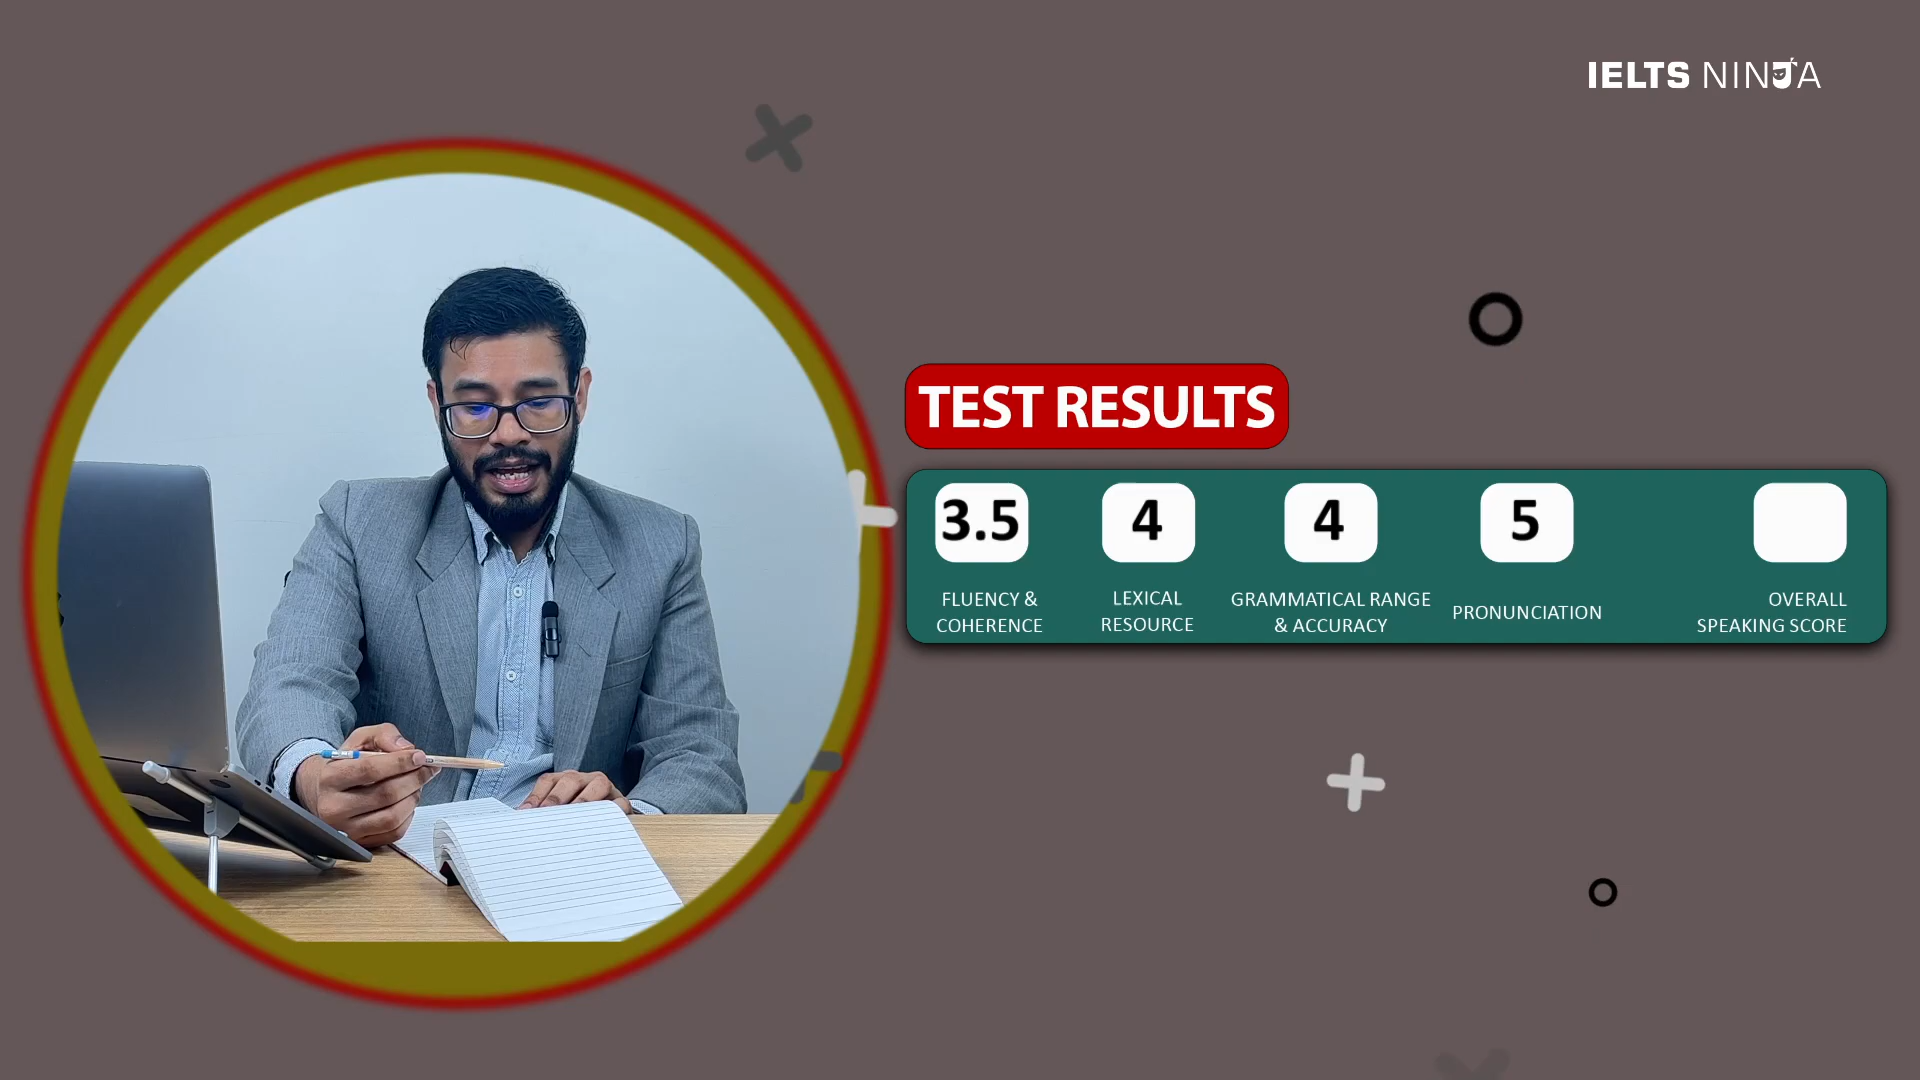 IELTS NINJA
TEST RESULTS
3.5
4
4
5
FLUENCY &
COHERENCE
LEXICAL
RESOURCE
GRAMMATICAL RANGE
& ACCURACY
PRONUNCIATION
OVERALL
SPEAKING SCORE